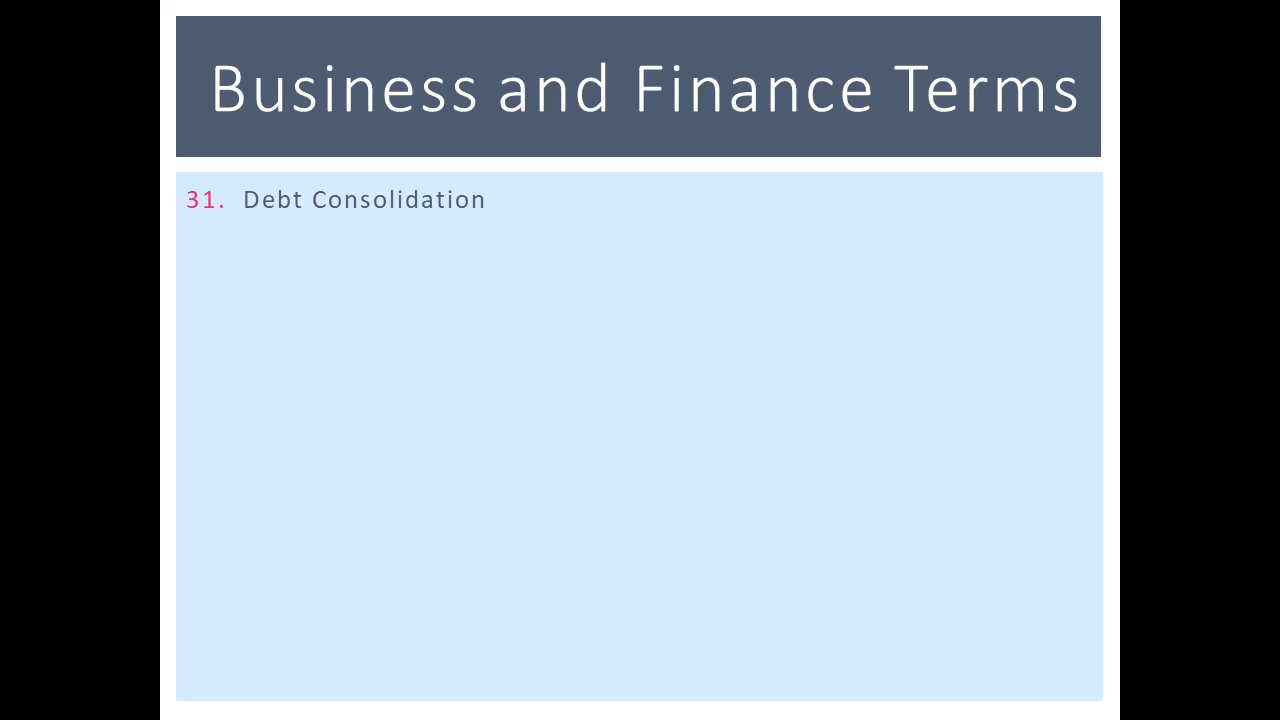 Business and Finance Terms
31. Debt Consolidation